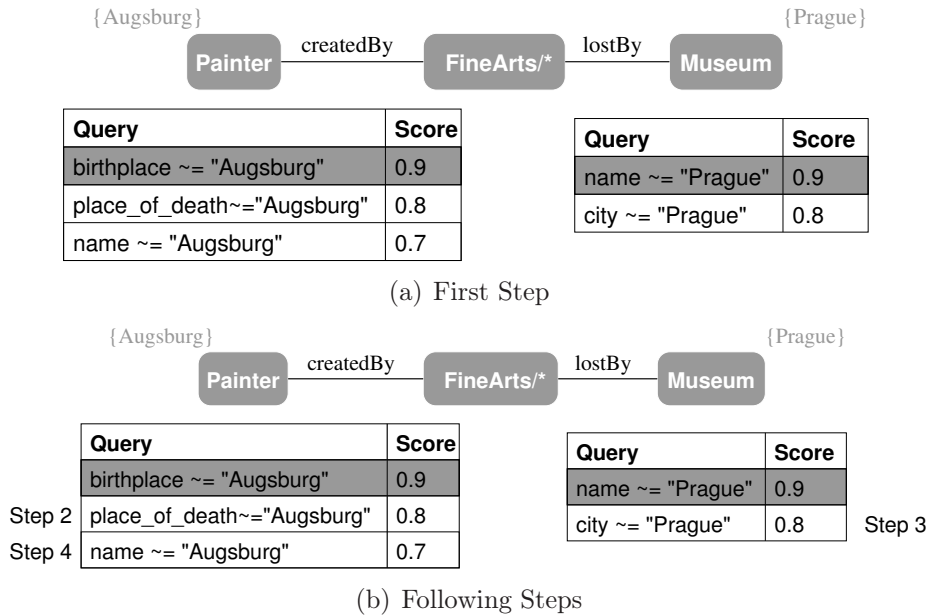 {Augsburg} {Prague}
Painter createdBy FineArts/* lostBy Museum
Query Score
birthplace ~= "Augsburg" 0.9
place_of_death~="Augsburg" 0.8
name ~= "Augsburg" 0.7
Query Score
name ~= "Prague" 0.9
city ~= "Prague" 0.8
(a) First Step
{Augsburg} {Prague}
Painter createdBy FineArts/* lostBy Museum
Query Score
birthplace ~= "Augsburg" 0.9
Step 2 place_of_death~="Augsburg" 0.8
Step 4 name ~= "Augsburg" 0.7
Query Score
name ~= "Prague" 0.9
city ~= "Prague" 0.8 Step 3
(b) Following Steps